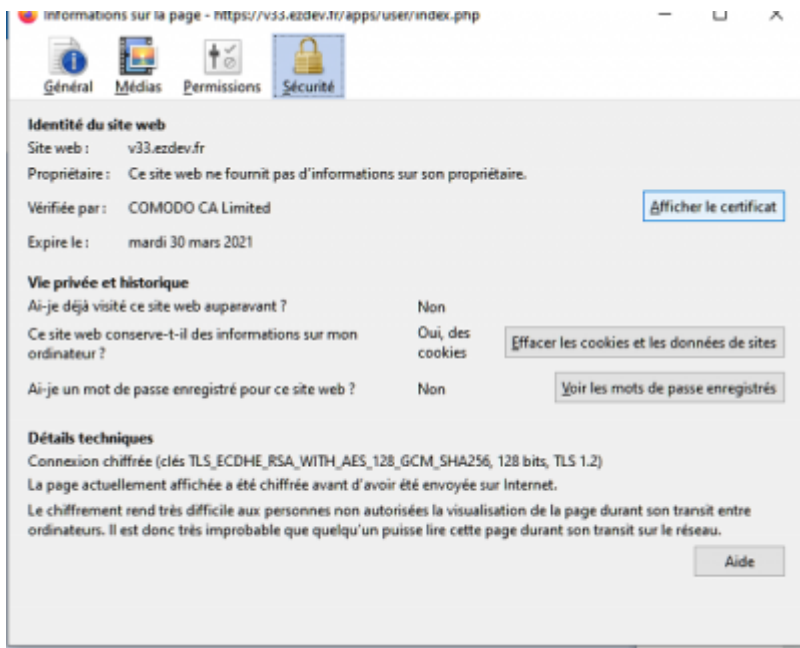 Informations sur la page - https://v33.ezdev.fr/apps/user/index.php
Général Médias Permissions Sécurité
Identité du site web
Site web : v33.ezdev.fr
Propriétaire : Ce site web ne fournit pas d'informations sur son propriétaire.
Vérifiée par : COMODO CA Limited Afficher le certificat
Expire le : mardi 30 mars 2021
Vie privée et historique
Ai-je déjà visité ce site web auparavant ? Non
Ce site web conserve-t-il des informations sur mon
ordinateur ?
Oui, des
cookies
Effacer les cookies et les données de sites
Ai-je un mot de passe enregistré pour ce site web ? Non Voir les mots de passe enregistrés
Détails techniques
Connexion chiffrée (clés TLS_ECDHE_RSA_WITH_AES_128_GCM_SHA256, 128 bits, TLS 1.2)
La page actuellement affichée a été chiffrée avant d'avoir été envoyée sur Internet.
Le chiffrement rend très difficile aux personnes non autorisées la visualisation de la page durant son transit entre
ordinateurs. Il est donc très improbable que quelqu'un puisse lire cette page durant son transit sur le réseau.
Aide